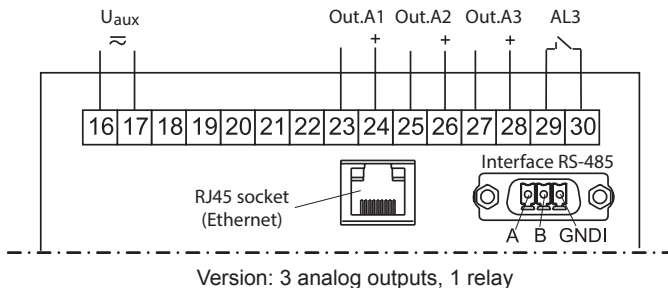 Uaux Out.A1 Out.A2 Out.A3 AL3
≂ + + +
16 17 18 19 20 21 22 23 24 25 26 27 28 29 30
Interface RS-485
RJ45 socket
(Ethernet)
A B GNDI
Version: 3 analog outputs, 1 relay